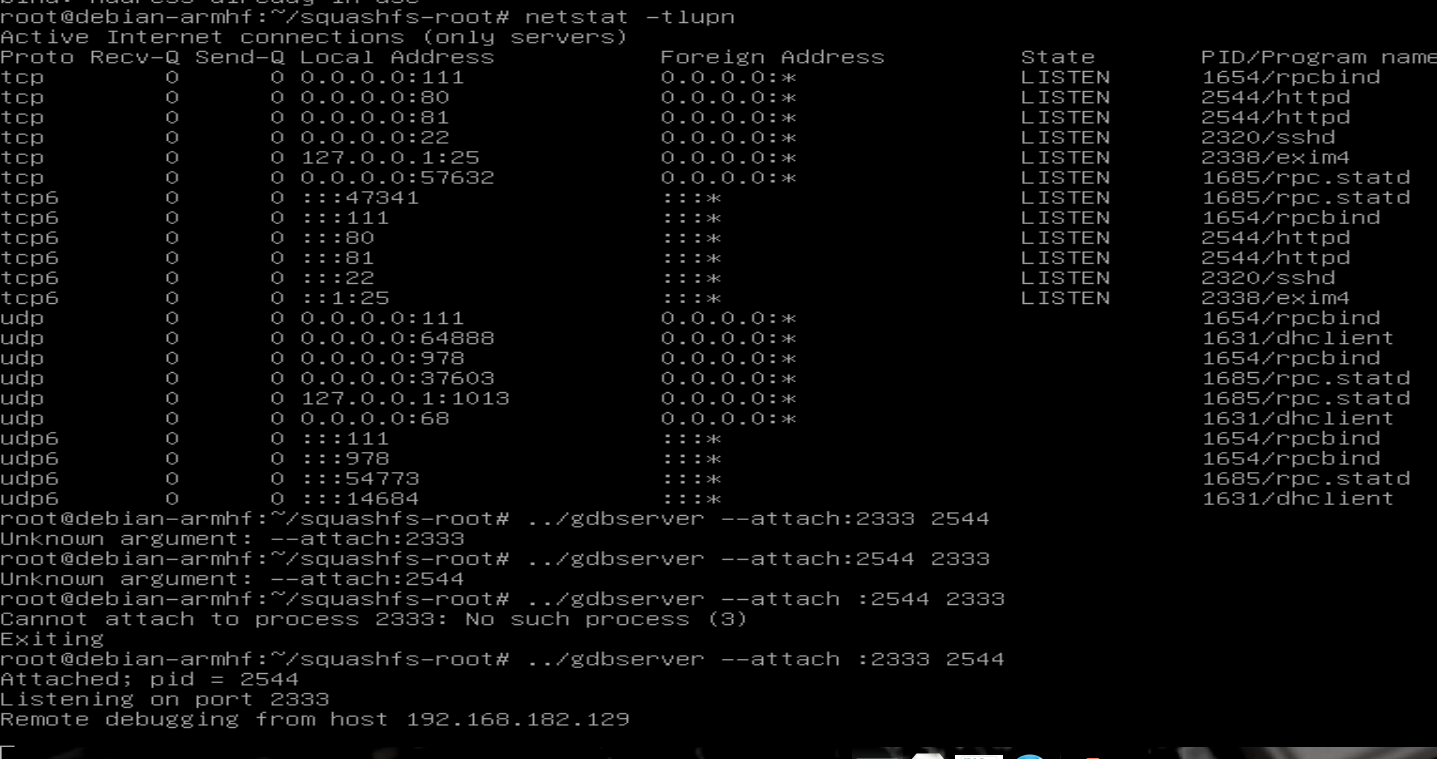 bind: Address already in use
root@debian-armhf:~/squashfs-root# netstat -tlupn
Active Internet connections (only servers)
Proto Recv-Q Send-Q Local Address Foreign Address State PID/Program name
tcp 0 0 0.0.0.0:111 0.0.0.0:* LISTEN 1654/rpcbind
tcp 0 0 0.0.0.0:80 0.0.0.0:* LISTEN 2544/httpd
tcp 0 0 0.0.0.0:81 0.0.0.0:* LISTEN 2544/httpd
tcp 0 0 0.0.0.0:22 0.0.0.0:* LISTEN 2320/sshd
tcp 0 0 127.0.0.1:25 0.0.0.0:* LISTEN 2338/exim4
tcp 0 0 0.0.0.0:57632 0.0.0.0:* LISTEN 1685/rpc.statd
tcp6 0 0 :::47341 :::* LISTEN 1685/rpc.statd
tcp6 0 0 :::111 :::* LISTEN 1654/rpcbind
tcp6 0 0 :::80 :::* LISTEN 2544/httpd
tcp6 0 0 :::81 :::* LISTEN 2544/httpd
tcp6 0 0 :::22 :::* LISTEN 2320/sshd
tcp6 0 0 ::1:25 :::* LISTEN 2338/exim4
udp 0 0 0.0.0.0:111 0.0.0.0:* 1654/rpcbind
udp 0 0 0.0.0.0:64888 0.0.0.0:* 1631/dhclient
udp 0 0 0.0.0.0:978 0.0.0.0:* 1654/rpcbind
udp 0 0 0.0.0.0:37603 0.0.0.0:* 1685/rpc.statd
udp 0 0 127.0.0.1:1013 0.0.0.0:* 1685/rpc.statd
udp 0 0 0.0.0.0:68 0.0.0.0:* 1631/dhclient
udp6 0 0 :::111 :::* 1654/rpcbind
udp6 0 0 :::978 :::* 1654/rpcbind
udp6 0 0 :::54773 :::* 1685/rpc.statd
udp6 0 0 :::14684 :::* 1631/dhclient
root@debian-armhf:~/squashfs-root# ../gdbserver --attach:2333 2544
Unknown argument: --attach:2333
root@debian-armhf:~/squashfs-root# ../gdbserver --attach:2544 2333
Unknown argument: --attach:2544
root@debian-armhf:~/squashfs-root# ../gdbserver --attach :2544 2333
Cannot attach to process 2333: No such process (3)
Exiting
root@debian-armhf:~/squashfs-root# ../gdbserver --attach :2333 2544
Attached; pid = 2544
Listening on port 2333
Remote debugging from host 192.168.182.129